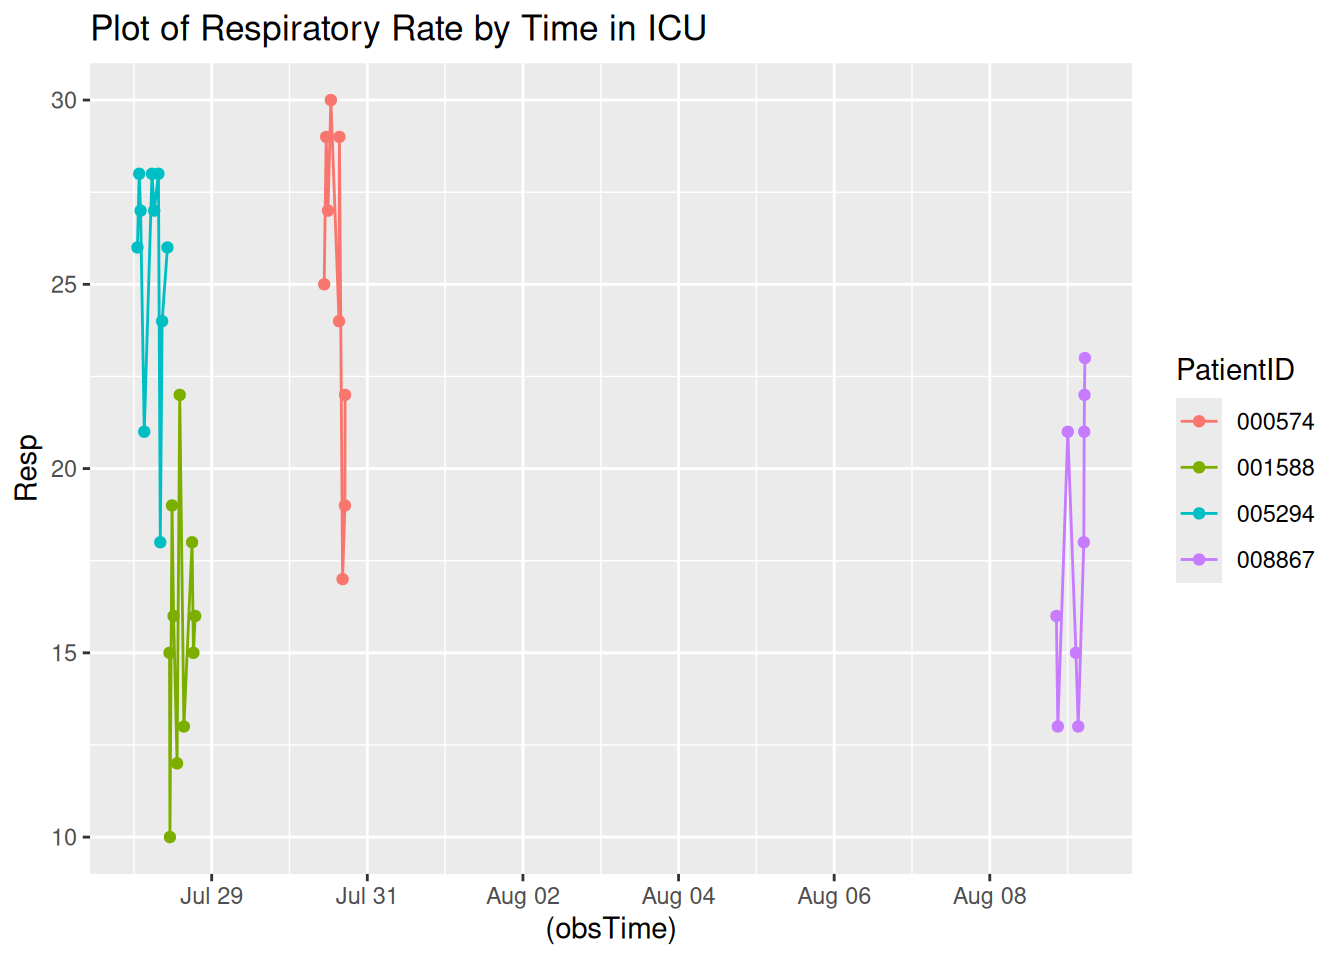 Plot of Respiratory Rate by Time in ICU
30
25
20
15
10
Resp
Jul 29 Jul 31 Aug 02 Aug 04 Aug 06 Aug 08
(obsTime)
PatientID
000574
001588
005294
008867